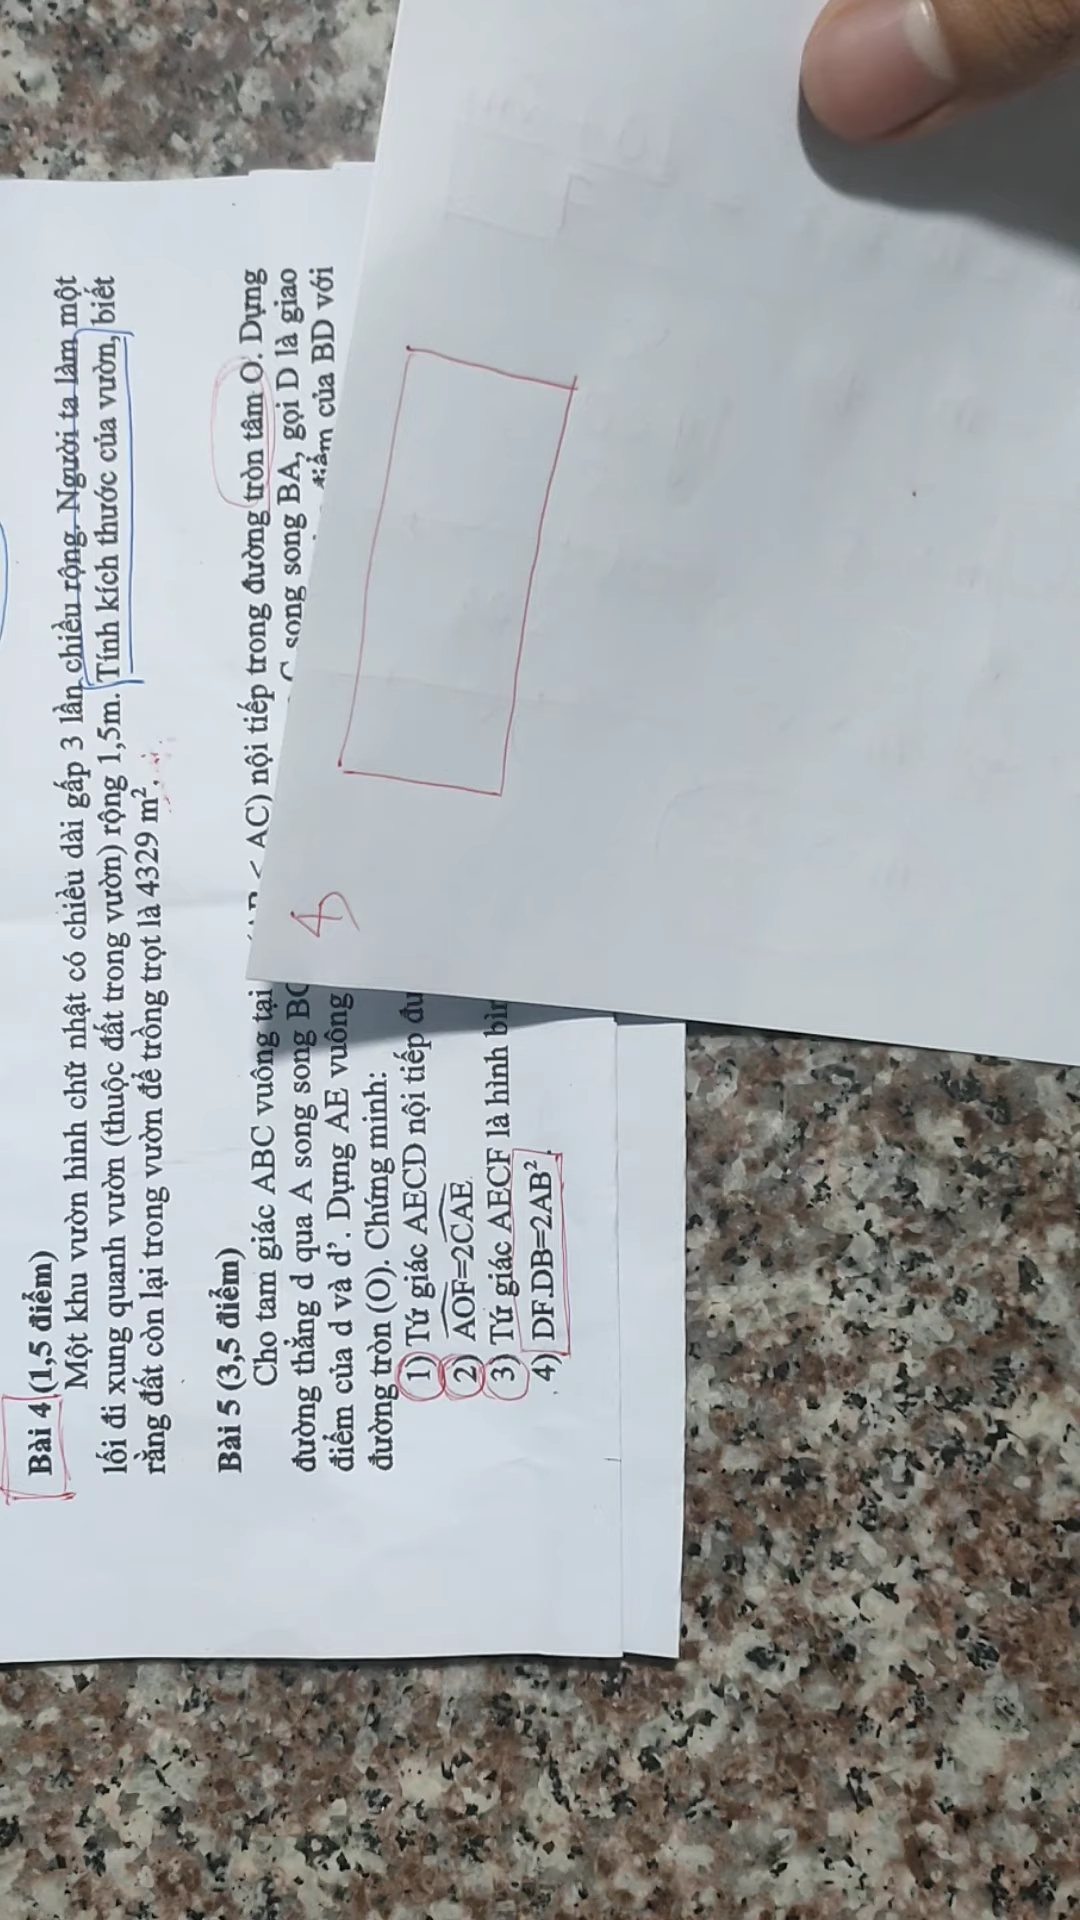 Bài 4 (1,5 điểm)
Một khu vườn hình chữ nhật có chiều dài gấp 3 lần chiều rộng. Người ta làm một
lối đi xung quanh vườn (thuộc đất trong vườn) rộng 1,5m. Tính kích thước của vườn, biết
rằng đất còn lại trong vườn để trồng trọt là 4329 m².
Bài 5 (3,5 điểm)
Cho tam giác ABC vuông tại < AC) nội tiếp trong đường tròn tâm O. Dựng
đường thẳng d qua A song song BC song song BA, gọi D là giao
điểm của d và d’. Dựng AE vuông điểm của BD với
đường tròn (O). Chứng minh:
1) Tứ giác AECD nội tiếp
2) AOF=2CAE.
3) Tứ giác AECF là hình
4) DF.DB=2AB².